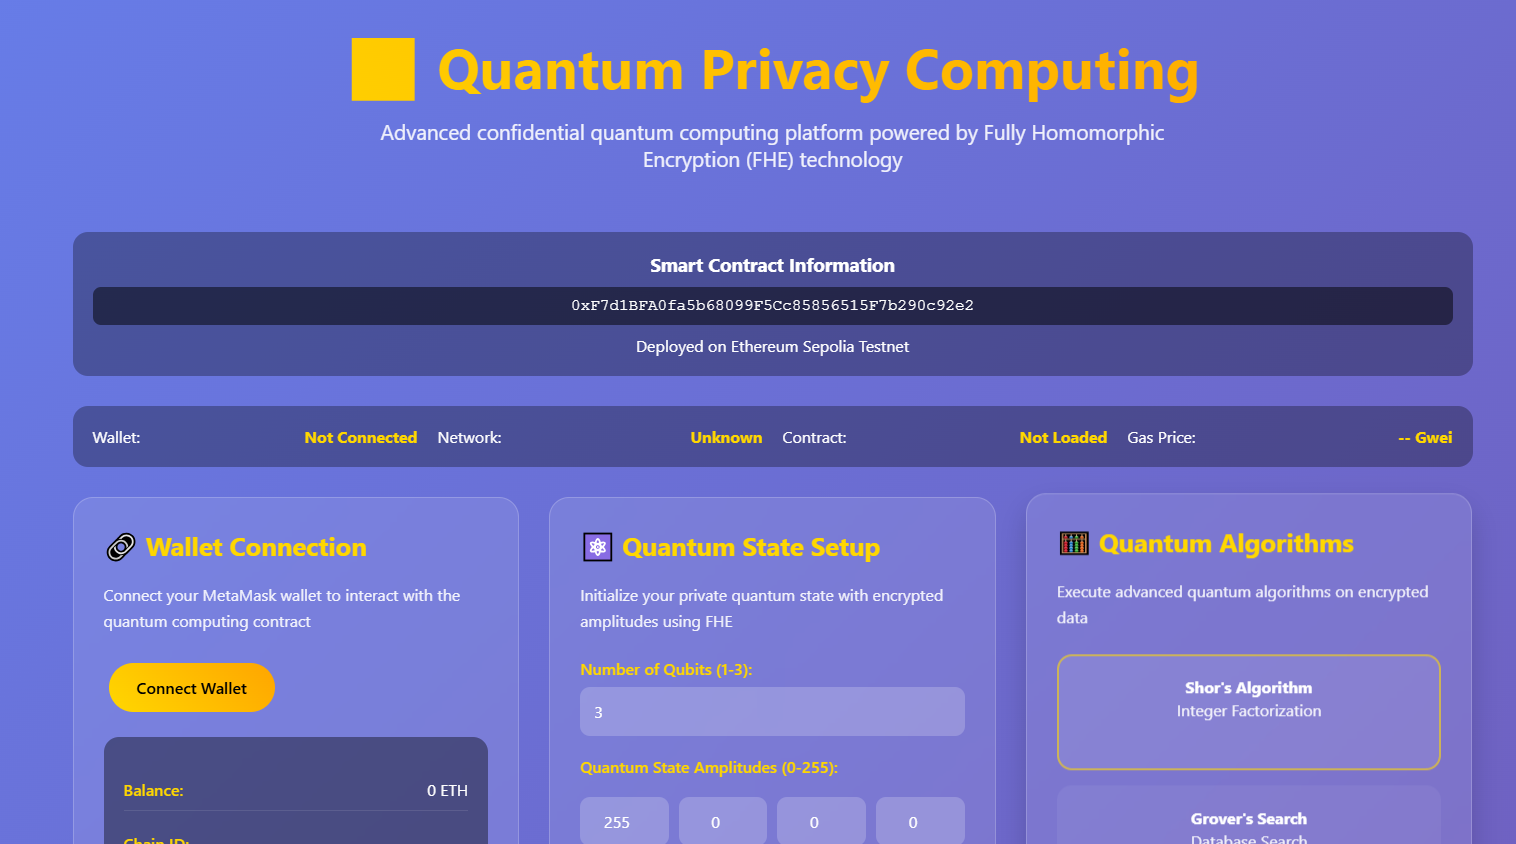 Quantum Privacy Computing
Advanced confidential quantum computing platform powered by Fully Homomorphic
Encryption (FHE) technology
Smart Contract Information
0xF7d1BFA0fa5b68099F5Cc85856515F7b290c92e2
Deployed on Ethereum Sepolia Testnet
Wallet: Not Connected Network: Unknown Contract: Not Loaded Gas Price: -- Gwei
Wallet Connection
Connect your MetaMask wallet to interact with the
quantum computing contract
Connect Wallet
Balance: 0 ETH
Chain ID:
Quantum State Setup
Initialize your private quantum state with encrypted
amplitudes using FHE
Number of Qubits (1-3):
3
Quantum State Amplitudes (0-255):
255 0 0 0
Quantum Algorithms
Execute advanced quantum algorithms on encrypted
data
Shor's Algorithm
Integer Factorization
Grover's Search
Database Search